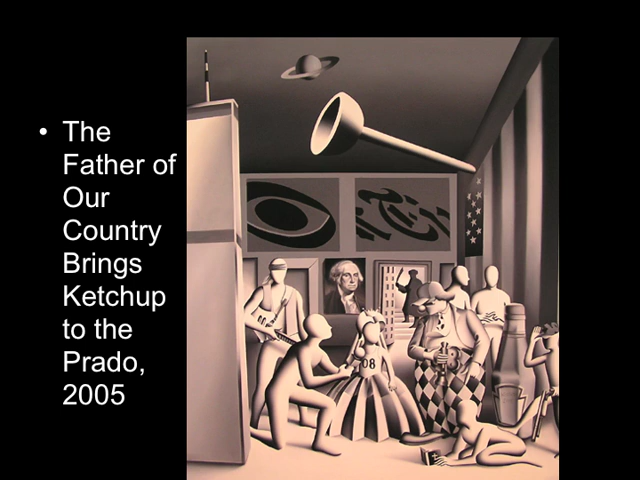 • The
Father of
Our
Country
Brings
Ketchup
to the
Prado,
2005
08